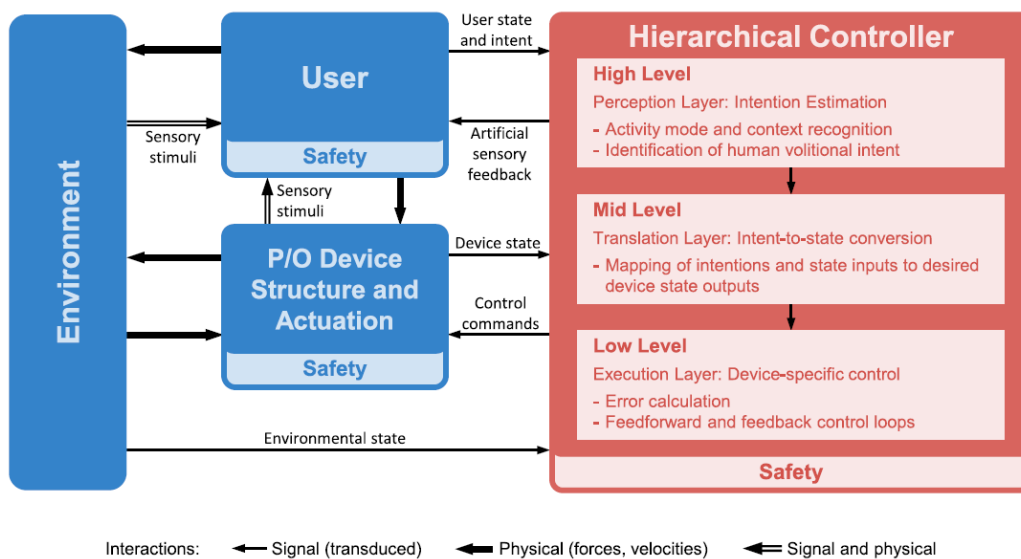 Environment
User
Safety
User state
and intent
Sensory
stimuli
Artificial
sensory
feedback
Sensory
stimuli
P/O Device
Structure and
Actuation
Safety
Device state
Control
commands
Environmental state
Hierarchical Controller
High Level
Perception Layer: Intention Estimation
- Activity mode and context recognition
- Identification of human volitional intent
Mid Level
Translation Layer: Intent-to-state conversion
- Mapping of intentions and state inputs to desired
device state outputs
Low Level
Execution Layer: Device-specific control
- Error calculation
- Feedforward and feedback control loops
Safety
Interactions: Signal (transduced) Physical (forces, velocities) Signal and physical